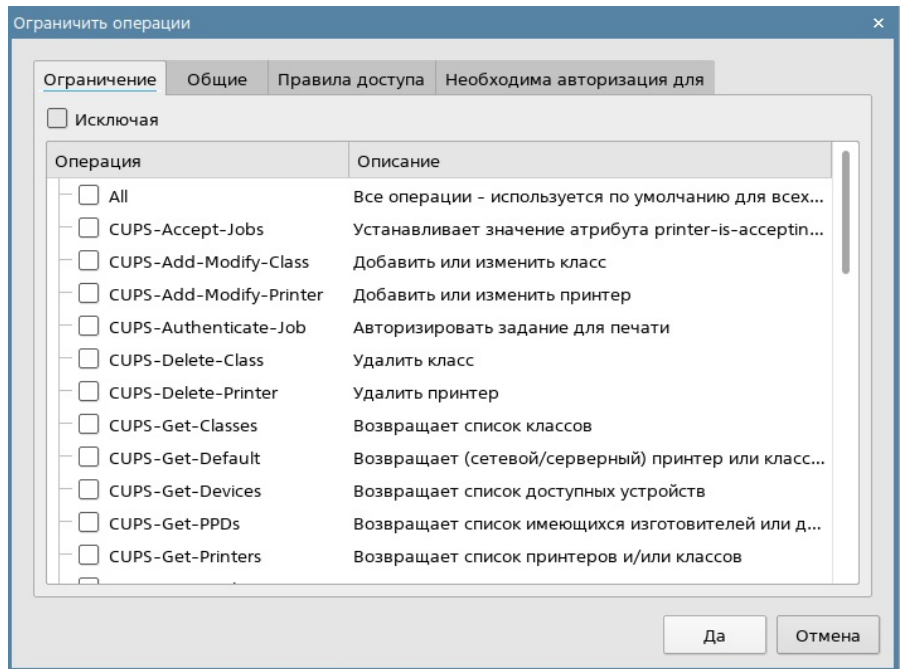 Ограничить операции
Ограничение Общие Правила доступа Необходима авторизация для
Исключая
Операция Описание
All Все операции – используется по умолчанию для всех...
CUPS-Accept-Jobs Устанавливает значение атрибута printer-is-acceptin...
CUPS-Add-Modify-Class Добавить или изменить класс
CUPS-Add-Modify-Printer Добавить или изменить принтер
CUPS-Authenticate-Job Авторизировать задание для печати
CUPS-Delete-Class Удалить класс
CUPS-Delete-Printer Удалить принтер
CUPS-Get-Classes Возвращает список классов
CUPS-Get-Default Возвращает (сетевой/серверный) принтер или класс...
CUPS-Get-Devices Возвращает список доступных устройств
CUPS-Get-PPDs Возвращает список имеющихся изготовителей или д...
CUPS-Get-Printers Возвращает список принтеров и/или классов
Да Отмена